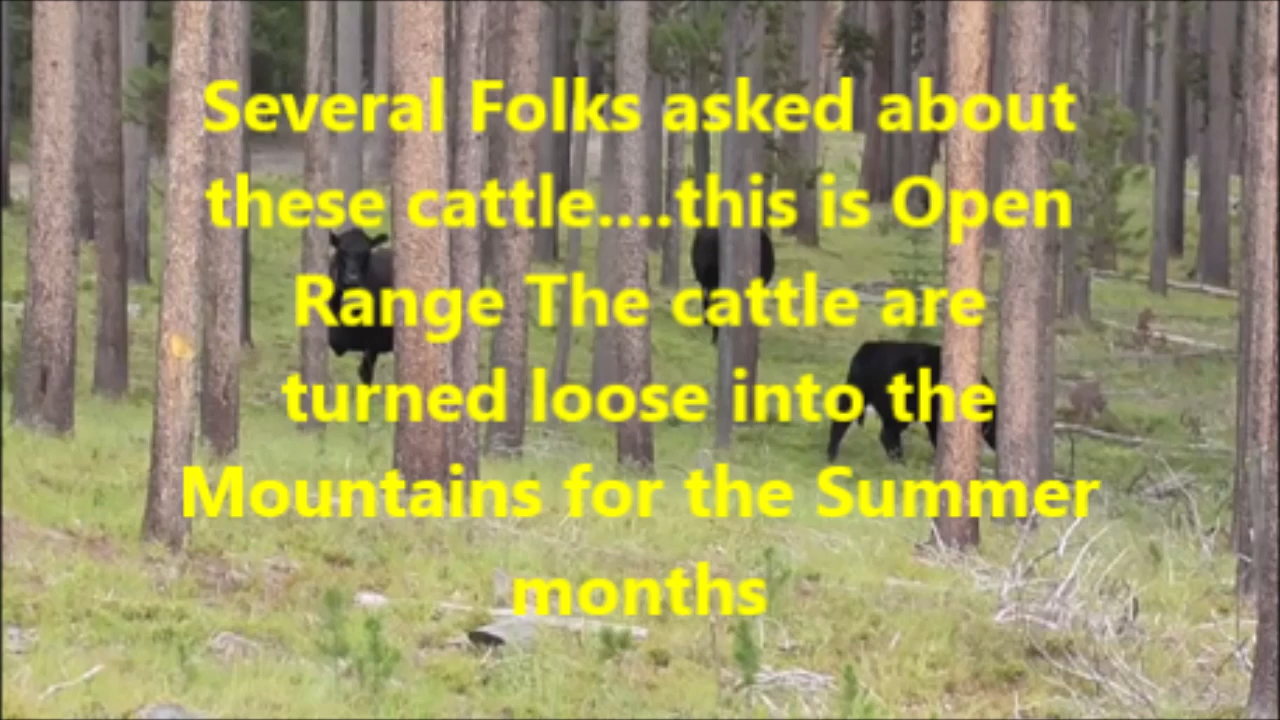 Several Folks asked about
these cattle....this is Open
Range The cattle are
turned loose into the
Mountains for the Summer
months